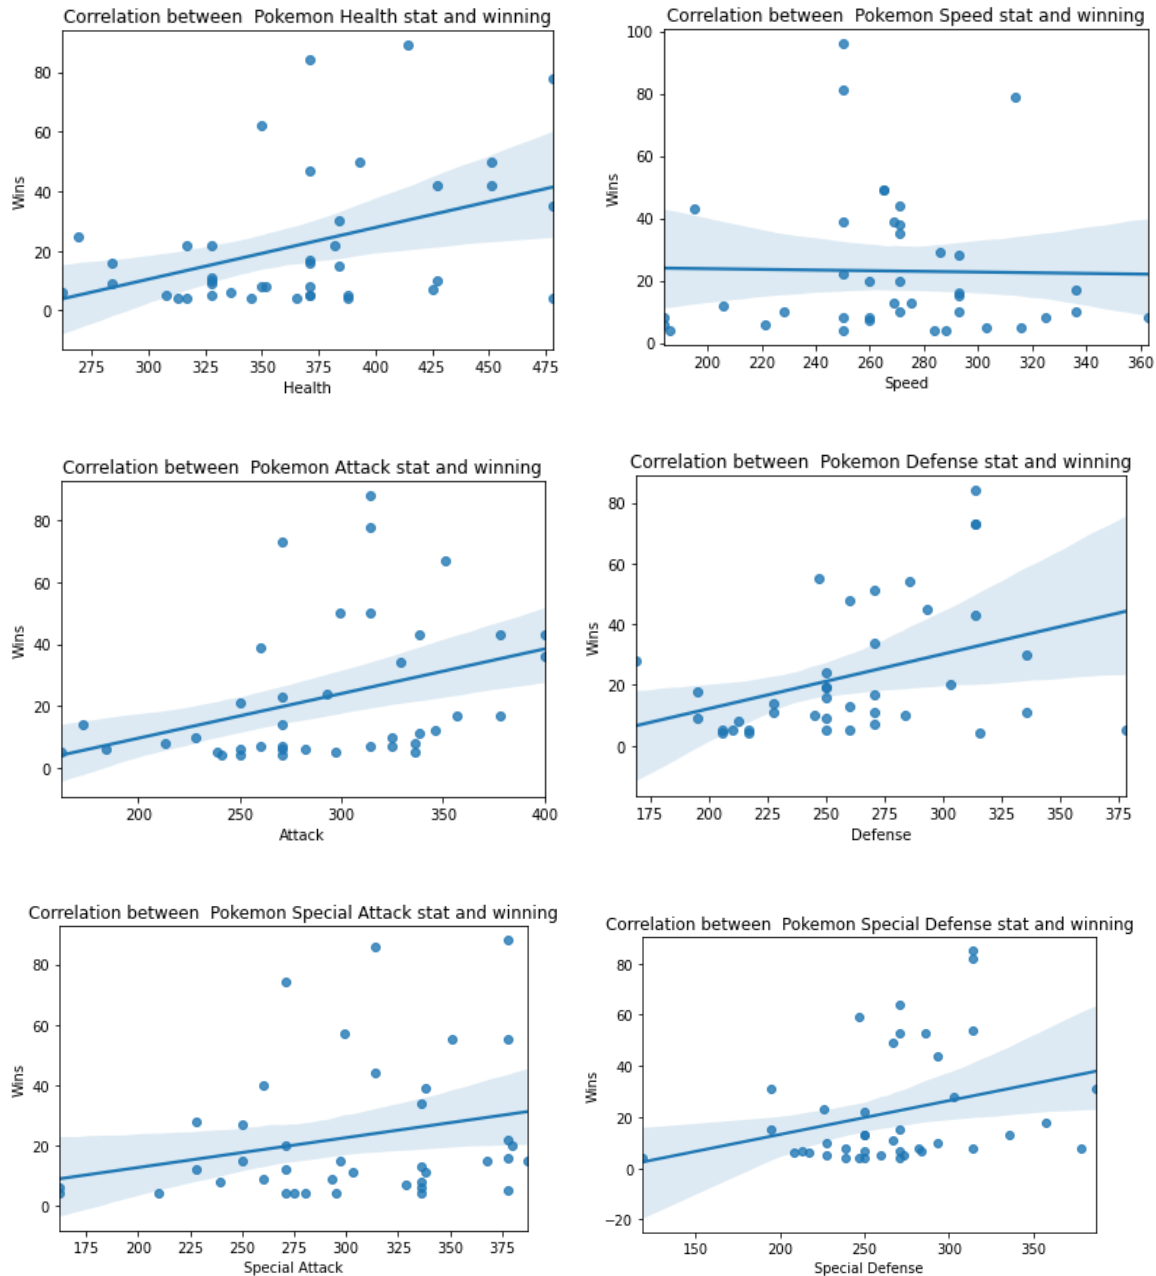 Correlation between  Pokemon Health stat and winning
80
60
40
20
0
Wins
275 300 325 350 375 400 425 450 475
Health
Correlation between  Pokemon Speed stat and winning
100
80
60
40
20
0
Wins
200 220 240 260 280 300 320 340 360
Speed
Correlation between  Pokemon Attack stat and winning
80
60
40
20
0
Wins
200 250 300 350 400
Attack
Correlation between  Pokemon Defense stat and winning
80
60
40
20
0
Wins
175 200 225 250 275 300 325 350 375
Defense
Correlation between  Pokemon Special Attack stat and winning
80
60
40
20
0
Wins
175 200 225 250 275 300 325 350 375
Special Attack
Correlation between  Pokemon Special Defense stat and winning
80
60
40
20
0
−20
Wins
150 200 250 300 350
Special Defense